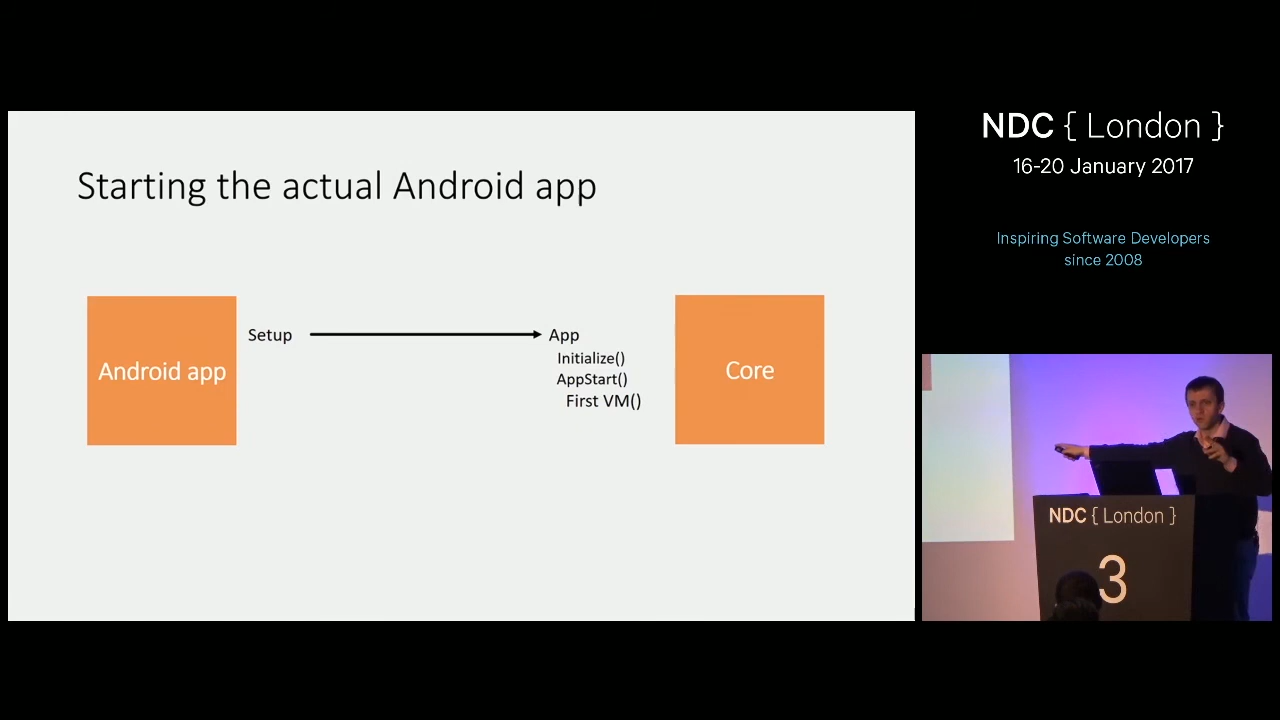 Starting the actual Android app
Android app
Setup
App
Initialize()
AppStart()
First VM()
Core
NDC { London }
16-20 January 2017
Inspiring Software Developers
since 2008
NDC { London }
3